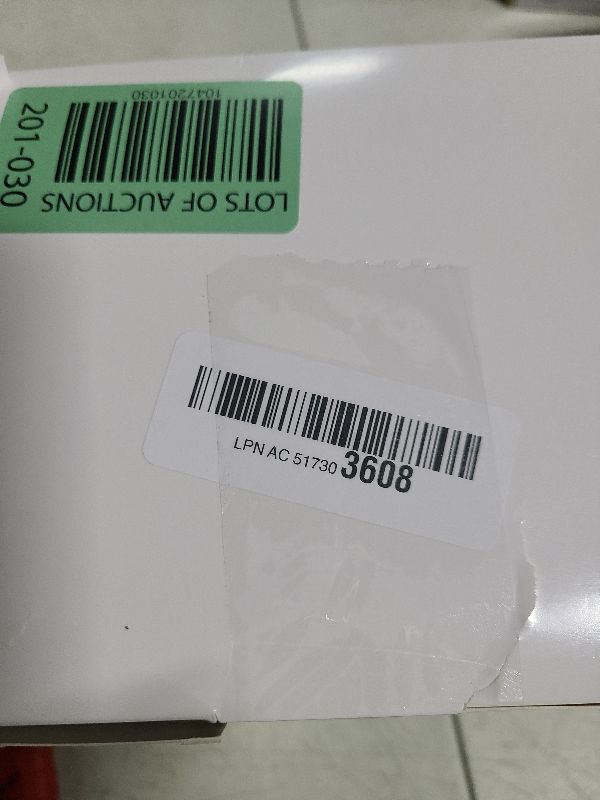 1047201030
LOTS OF AUCTIONS
201-030
LPN AC 51730 3608